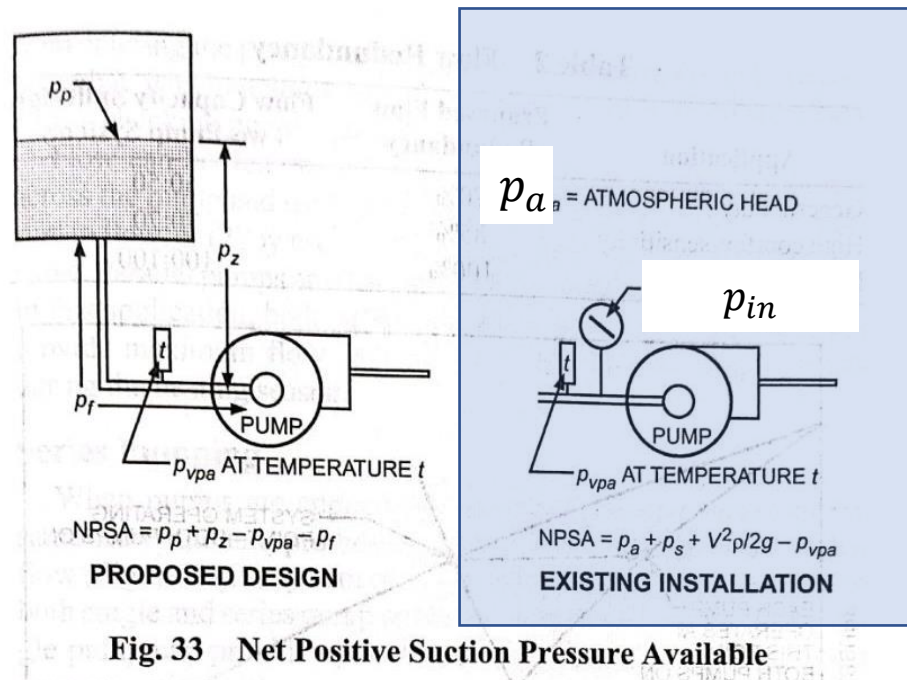 p_p
p_z
p_f
t
PUMP
p_vpa AT TEMPERATURE t
NPSA = p_p + p_z – p_vpa – p_f
PROPOSED DESIGN
p_a a = ATMOSPHERIC HEAD
p_in
t
PUMP
p_vpa AT TEMPERATURE t
NPSA = p_a + p_s + V²ρ/2g – p_vpa
EXISTING INSTALLATION
Fig. 33 Net Positive Suction Pressure Available